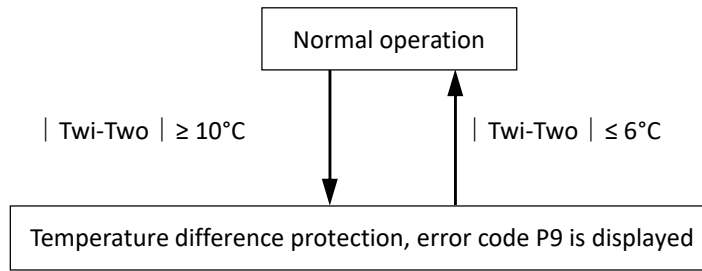 Normal operation
| Twi-Two | ≥ 10°C
| Twi-Two | ≤ 6°C
Temperature difference protection, error code P9 is displayed